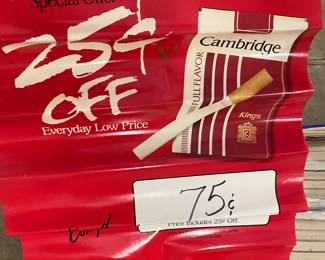 Special Offer
25¢
OFF
Everyday Low Price
Cambridge
FULL FLAVOR
Kings
75¢
Price Includes 25¢ Off.